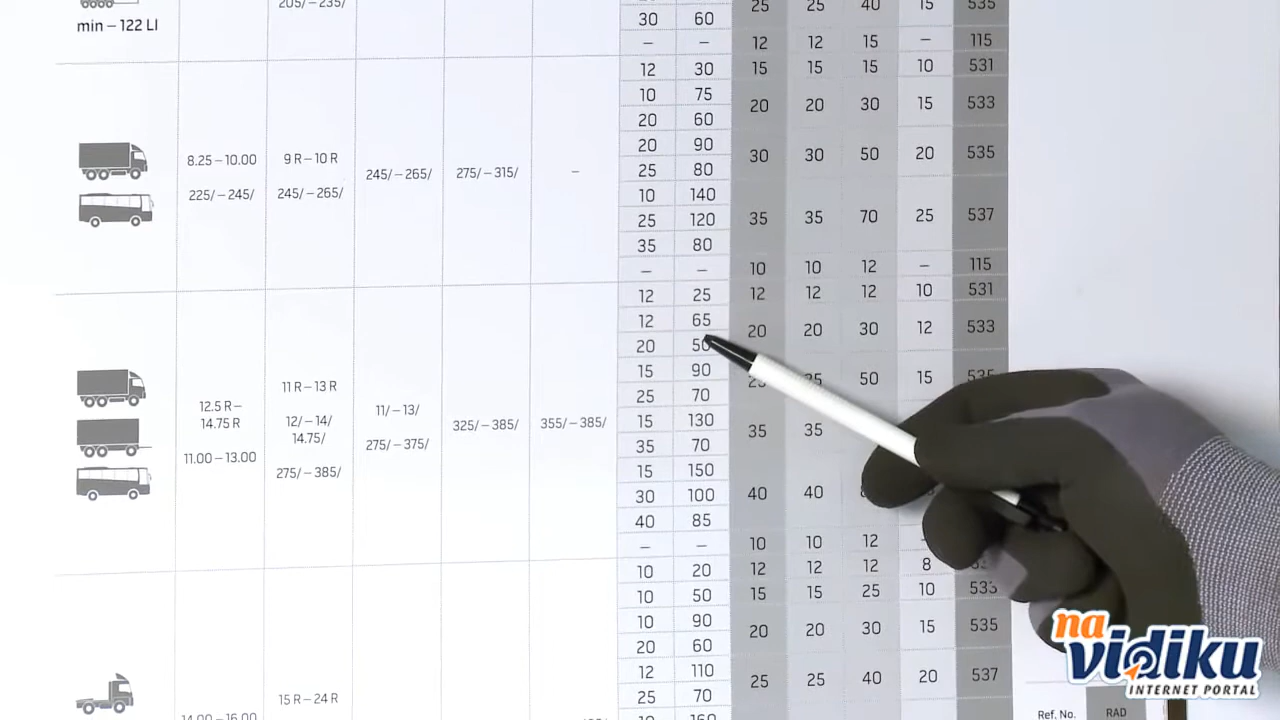 205/–235/
25 25 40 15 535
30 60
min – 122 LI
– – 12 12 15 – 115
12 30 15 15 15 10 531
10 75
20 20 30 15 533
20 60
20 90
30 30 50 20 535
25 80
8.25 – 10.00
225/ – 245/
9 R – 10 R
245/ – 265/
245/ – 265/
275/ – 315/
–
10 140
25 120
35 35 70 25 537
35 80
– – 10 10 12 – 115
12 25 12 12 12 10 531
12 65
20 20 30 12 533
20 50
15 90
25 50 15 535
25 70
12.5 R –
14.75 R
11.00 – 13.00
11 R – 13 R
12/ – 14/
14.75/
275/ – 385/
11/ – 13/
275/ – 375/
325/ – 385/
355/ – 385/
15 130
35 35
35 70
15 150
30 100
40 40
40 85
– – 10 10 12
10 20 12 12 12 8
10 50 15 15 25 10 533
10 90
20 20 30 15 535
20 60
12 110
25 25 40 20 537
25 70
15 R – 24 R
14.00 – 16.00
10 160
na
vidiku
INTERNET PORTAL
Ref. No. RAD